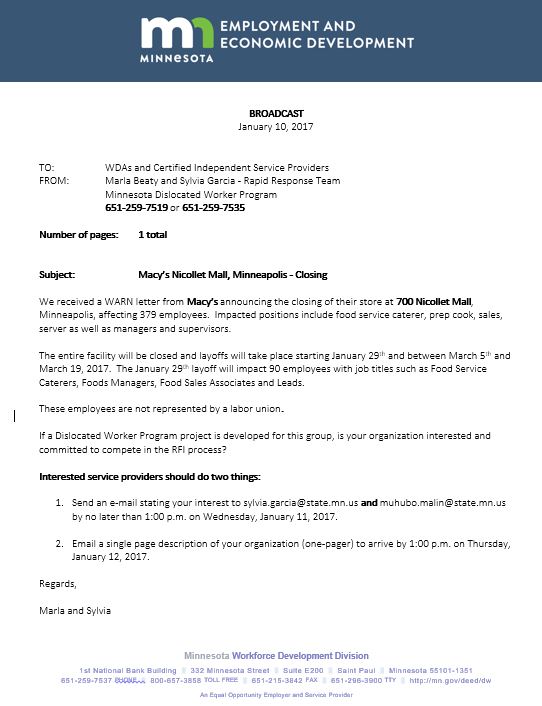 mn EMPLOYMENT AND
ECONOMIC DEVELOPMENT
MINNESOTA
BROADCAST
January 10, 2017
TO: WDAs and Certified Independent Service Providers
FROM: Marla Beaty and Sylvia Garcia - Rapid Response Team
Minnesota Dislocated Worker Program
651-259-7519 or 651-259-7535
Number of pages: 1 total
Subject: Macy's Nicollet Mall, Minneapolis - Closing
We received a WARN letter from Macy's announcing the closing of their store at 700 Nicollet Mall,
Minneapolis, affecting 379 employees. Impacted positions include food service caterer, prep cook, sales,
server as well as managers and supervisors.
The entire facility will be closed and layoffs will take place starting January 29th and between March 5th and
March 19, 2017. The January 29th layoff will impact 90 employees with job titles such as Food Service
Caterers, Foods Managers, Food Sales Associates and Leads.
These employees are not represented by a labor union.
If a Dislocated Worker Program project is developed for this group, is your organization interested and
committed to compete in the RFI process?
Interested service providers should do two things:
1. Send an e-mail stating your interest to sylvia.garcia@state.mn.us and muhubo.malin@state.mn.us
by no later than 1:00 p.m. on Wednesday, January 11, 2017.
2. Email a single page description of your organization (one-pager) to arrive by 1:00 p.m. on Thursday,
January 12, 2017.
Regards,
Marla and Sylvia
Minnesota Workforce Development Division
1st National Bank Building 332 Minnesota Street Suite E200 Saint Paul Minnesota 55101-1351
651-259-7537 800-657-3858 TOLL FREE 651-215-3842 FAX 651-296-3900 TTY http://mn.gov/deed/dw
An Equal Opportunity Employer and Service Provider